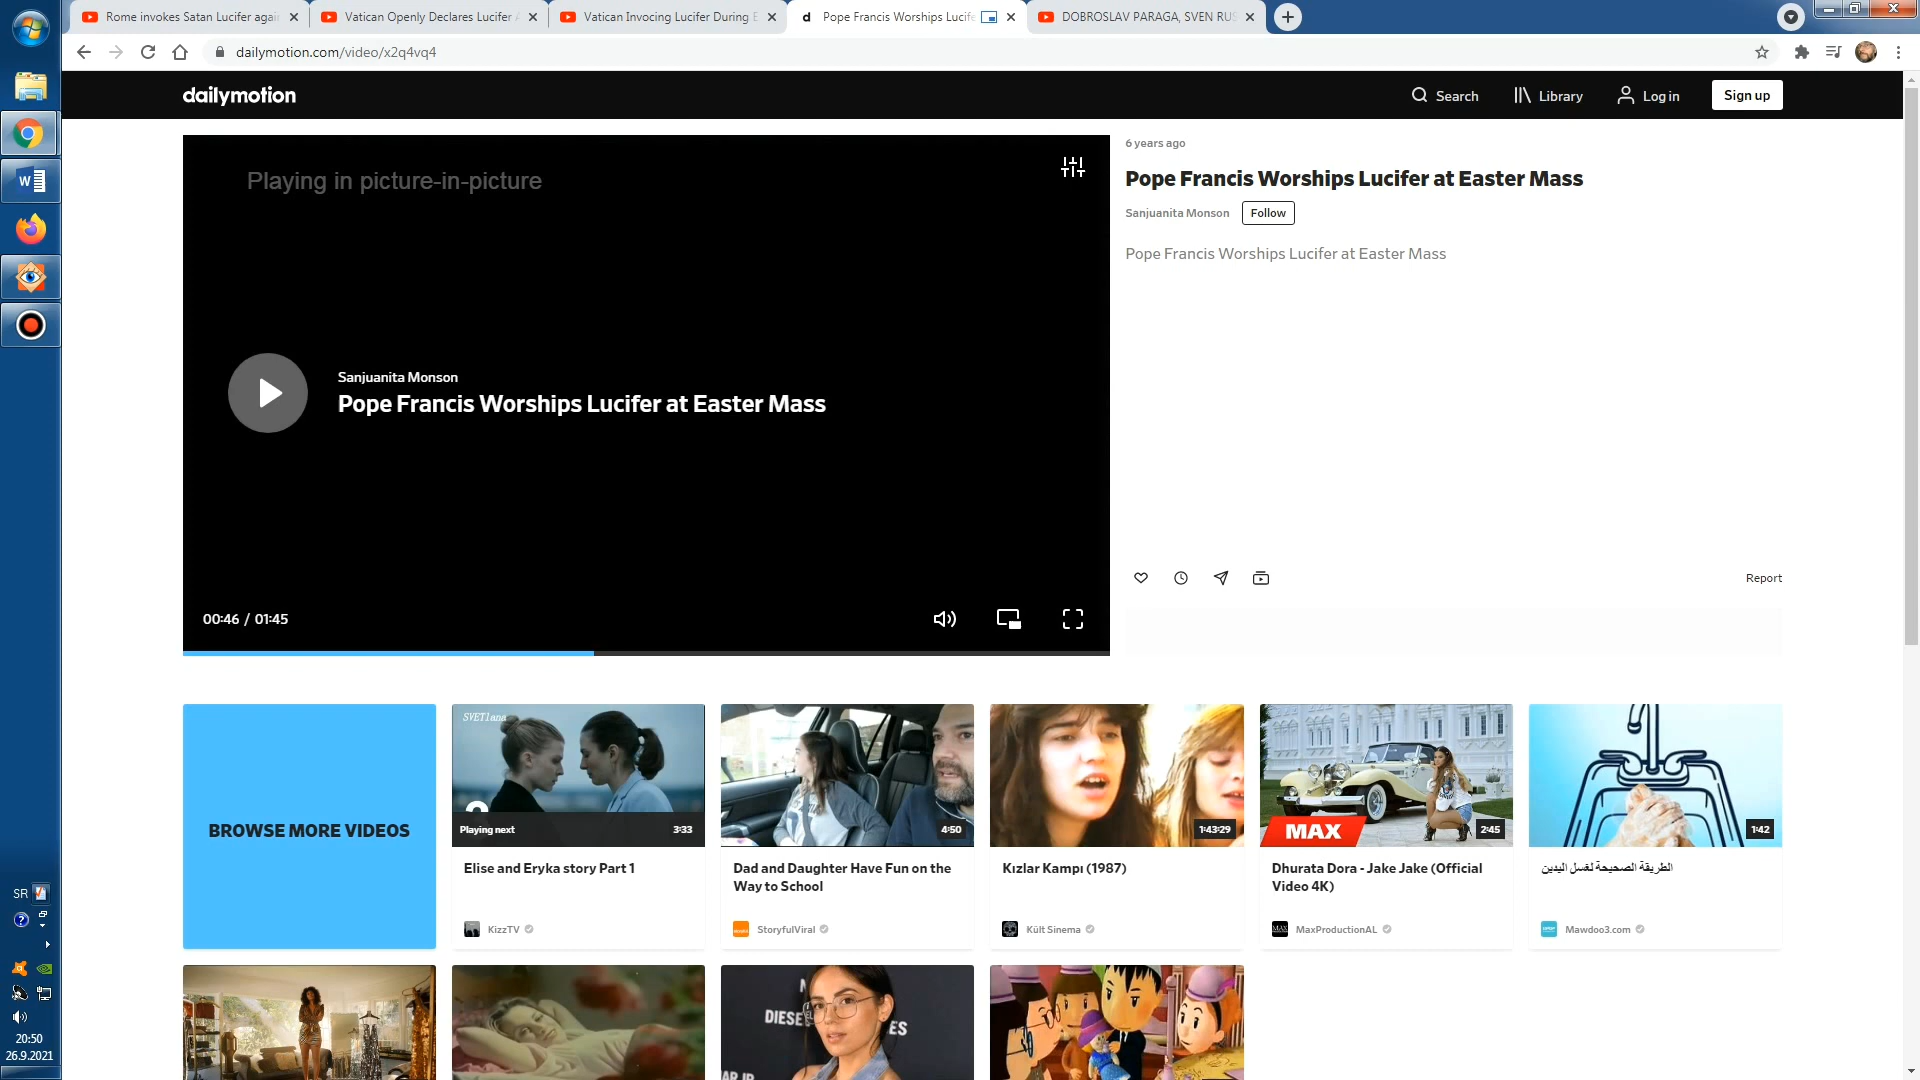 Rome invokes Satan Lucifer agai
Vatican Openly Declares Lucifer
Vatican Invocing Lucifer During E
Pope Francis Worships Lucife
DOBROSLAV PARAGA, SVEN RUS
dailymotion.com/video/x2q4vq4
dailymotion
Search
Library
Log in
Sign up
Playing in picture-in-picture
Sanjuanita Monson
Pope Francis Worships Lucifer at Easter Mass
00:46 / 01:45
6 years ago
Pope Francis Worships Lucifer at Easter Mass
Sanjuanita Monson
Follow
Pope Francis Worships Lucifer at Easter Mass
Report
BROWSE MORE VIDEOS
SVETlana
Playing next
3:33
Elise and Eryka story Part 1
KizzTV
4:50
Dad and Daughter Have Fun on the
Way to School
StoryfulViral
1:43:29
Kızlar Kampı (1987)
Kült Sinema
MAX
2:45
Dhurata Dora - Jake Jake (Official
Video 4K)
MaxProductionAL
1:42
الطريقة الصحيحة لغسل اليدين
Mawdoo3.com
DIESEL
ES
SR
20:50
26.9.2021